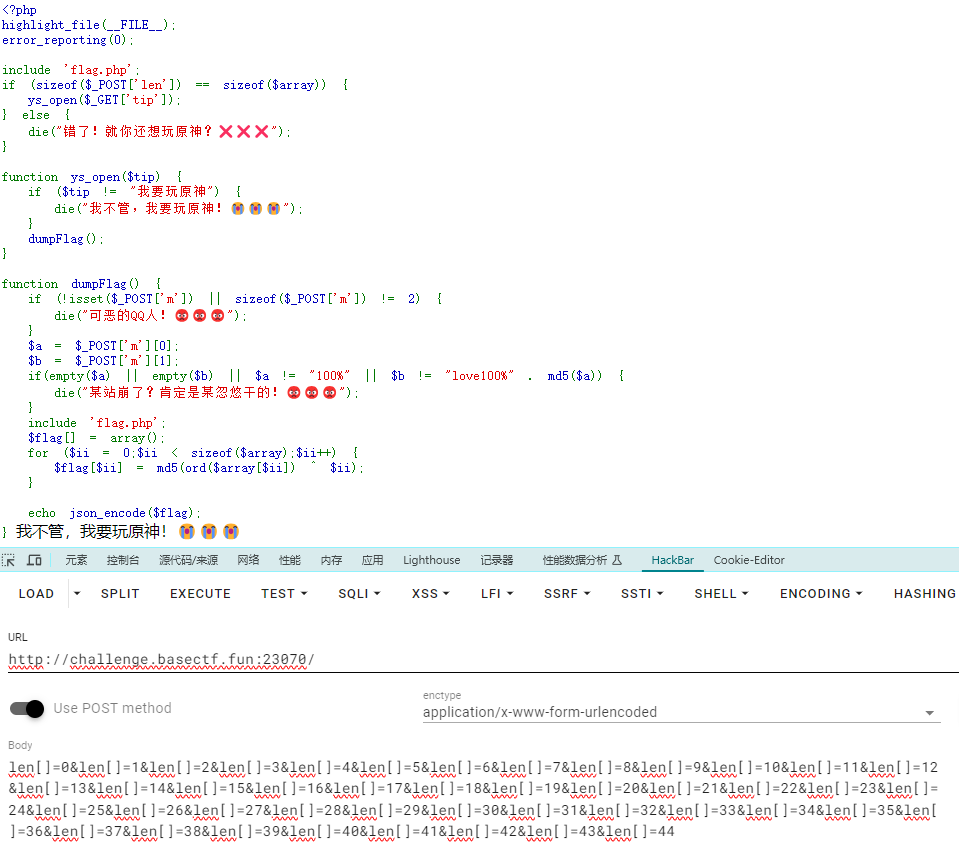 <?php
highlight_file(__FILE__);
error_reporting(0);
include 'flag.php';
if (sizeof($_POST['len']) == sizeof($array)) {
ys_open($_GET['tip']);
} else {
die("错了!就你还想玩原神?❌❌❌");
}
function ys_open($tip) {
if ($tip != "我要玩原神") {
die("我不管,我要玩原神!😭😭😭");
}
dumpFlag();
}
function dumpFlag() {
if (!isset($_POST['m']) || sizeof($_POST['m']) != 2) {
die("可恶的QQ人!😡😡😡");
}
$a = $_POST['m'][0];
$b = $_POST['m'][1];
if(empty($a) || empty($b) || $a != "100%" || $b != "love100%" . md5($a)) {
die("某站崩了?肯定是某忽悠干的!😡😡😡");
}
include 'flag.php';
$flag[] = array();
for ($ii = 0;$ii < sizeof($array);$ii++) {
$flag[$ii] = md5(ord($array[$ii]) ^ $ii);
}
echo json_encode($flag);
} 我不管,我要玩原神!😭😭😭
元素 控制台 源代码/来源 网络 性能 内存 应用 Lighthouse 记录器 性能数据分析 HackBar Cookie-Editor
LOAD SPLIT EXECUTE TEST SQLI XSS LFI SSRF SSTI SHELL ENCODING HASHING
URL
http://challenge.basectf.fun:23070/
Use POST method
enctype
application/x-www-form-urlencoded
Body
len[]=0&len[]=1&len[]=2&len[]=3&len[]=4&len[]=5&len[]=6&len[]=7&len[]=8&len[]=9&len[]=10&len[]=11&len[]=12
&len[]=13&len[]=14&len[]=15&len[]=16&len[]=17&len[]=18&len[]=19&len[]=20&len[]=21&len[]=22&len[]=23&len[]=
24&len[]=25&len[]=26&len[]=27&len[]=28&len[]=29&len[]=30&len[]=31&len[]=32&len[]=33&len[]=34&len[]=35&len[
]=36&len[]=37&len[]=38&len[]=39&len[]=40&len[]=41&len[]=42&len[]=43&len[]=44